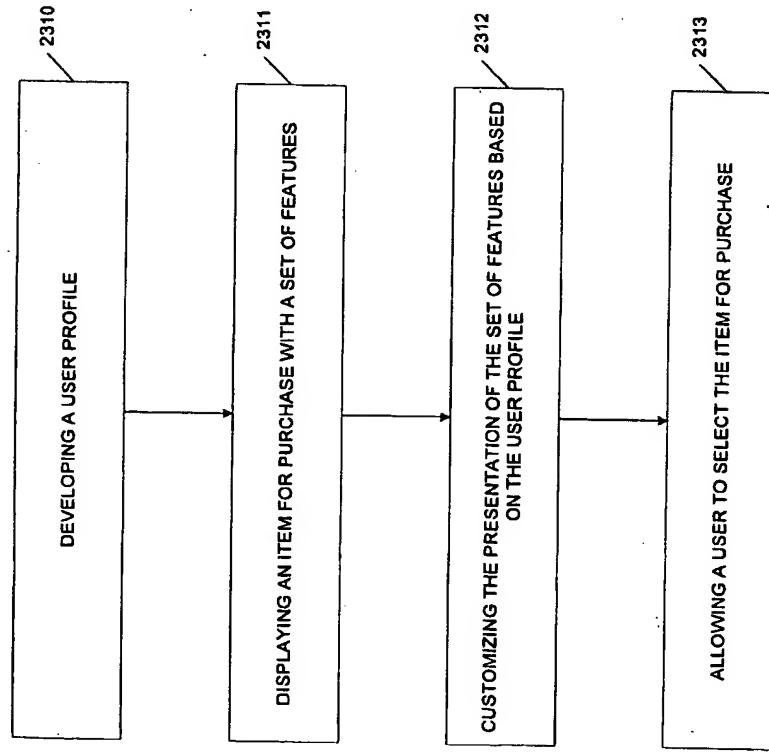 2310
DEVELOPING A USER PROFILE
2311
DISPLAYING AN ITEM FOR PURCHASE WITH A SET OF FEATURES
2312
CUSTOMIZING THE PRESENTATION OF THE SET OF FEATURES BASED
ON THE USER PROFILE
2313
ALLOWING A USER TO SELECT THE ITEM FOR PURCHASE